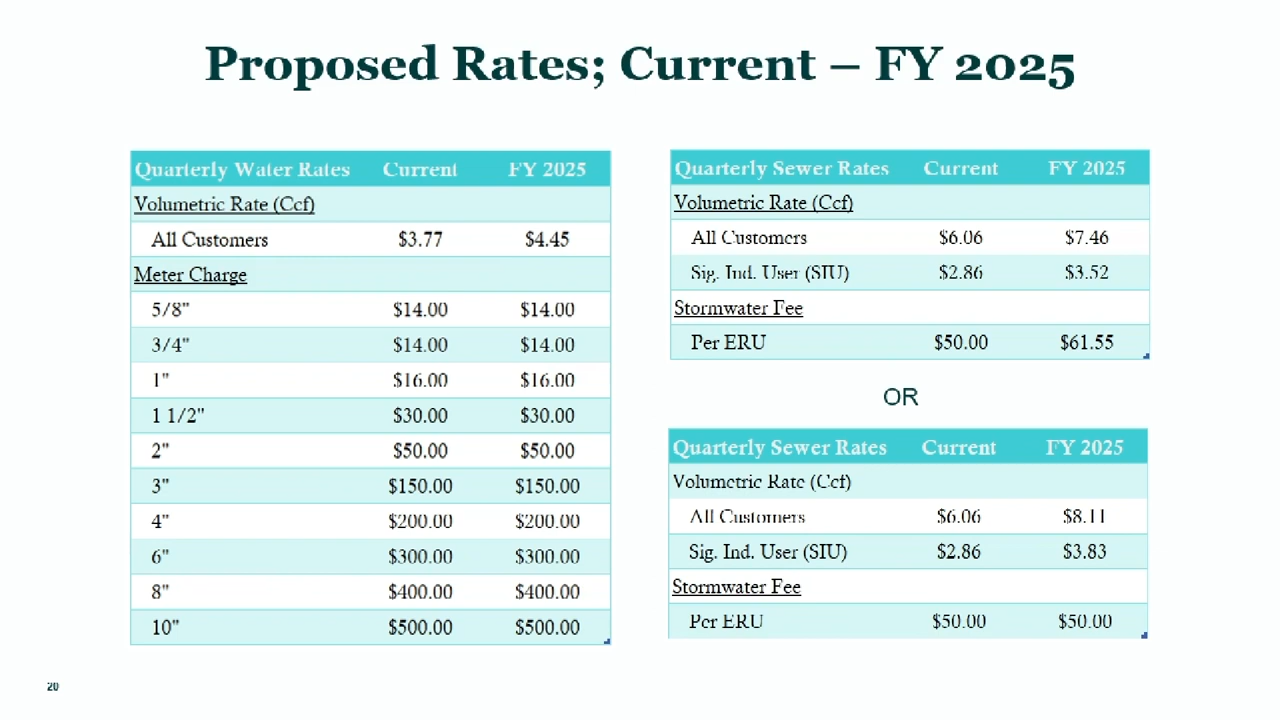 Proposed Rates; Current – FY 2025
Quarterly Water Rates Current FY 2025
Volumetric Rate (Ccf)
All Customers $3.77 $4.45
Meter Charge
5/8" $14.00 $14.00
3/4" $14.00 $14.00
1" $16.00 $16.00
1 1/2" $30.00 $30.00
2" $50.00 $50.00
3" $150.00 $150.00
4" $200.00 $200.00
6" $300.00 $300.00
8" $400.00 $400.00
10" $500.00 $500.00
Quarterly Sewer Rates Current FY 2025
Volumetric Rate (Ccf)
All Customers $6.06 $7.46
Sig. Ind. User (SIU) $2.86 $3.52
Stormwater Fee
Per ERU $50.00 $61.55
OR
Quarterly Sewer Rates Current FY 2025
Volumetric Rate (Ccf)
All Customers $6.06 $8.11
Sig. Ind. User (SIU) $2.86 $3.83
Stormwater Fee
Per ERU $50.00 $50.00
20